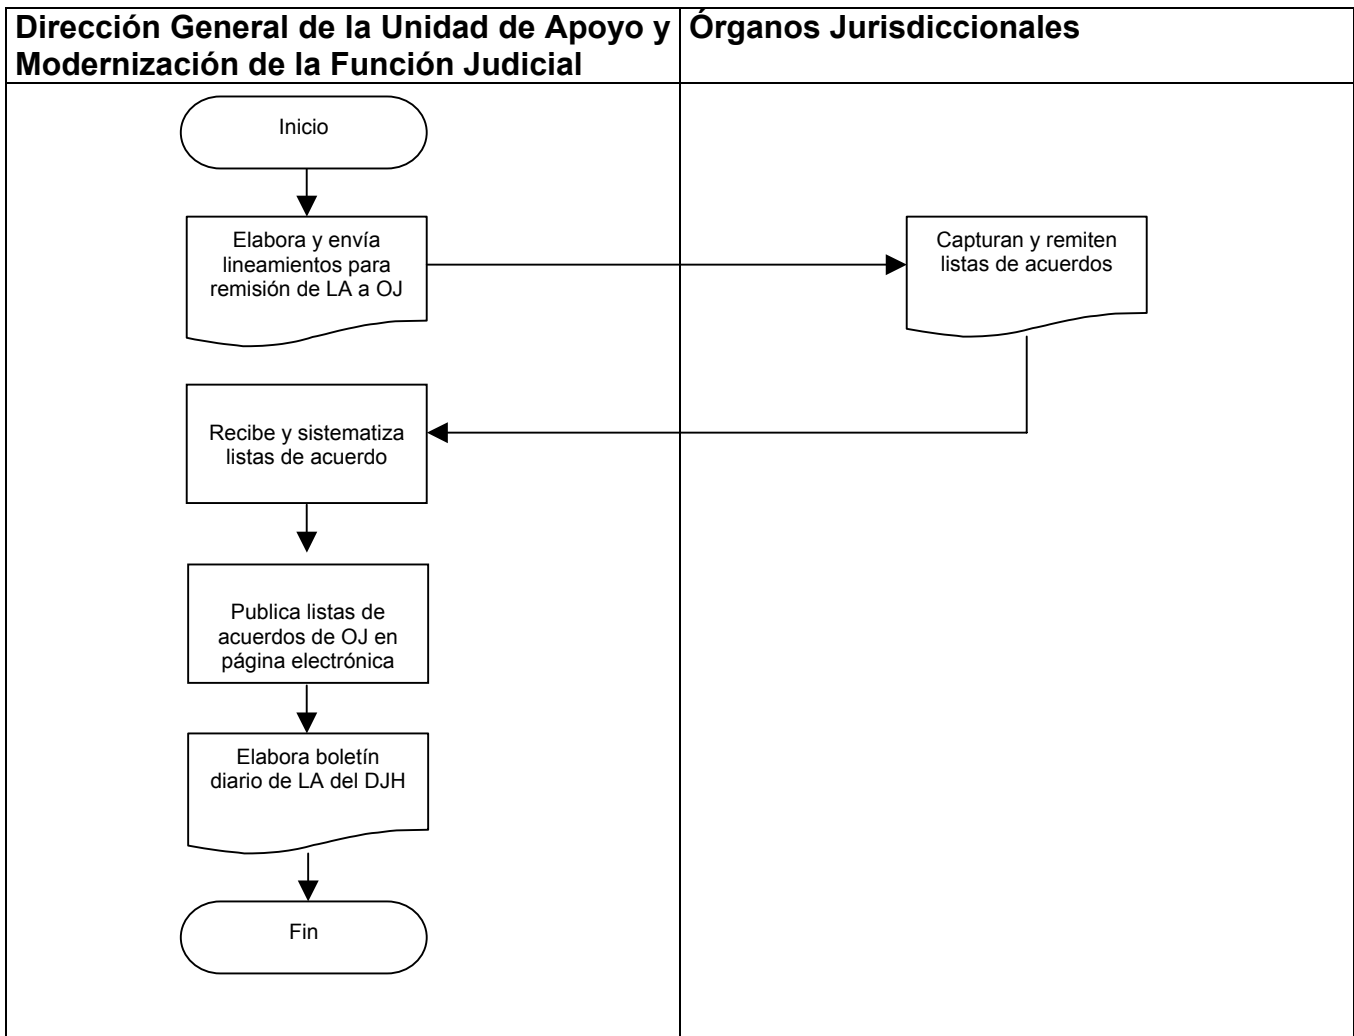 Dirección General de la Unidad de Apoyo y
Modernización de la Función Judicial
Órganos Jurisdiccionales
Inicio
Elabora y envía
lineamientos para
remisión de LA a OJ
Capturan y remiten
listas de acuerdos
Recibe y sistematiza
listas de acuerdo
Publica listas de
acuerdos de OJ en
página electrónica
Elabora boletín
diario de LA del DJH
Fin